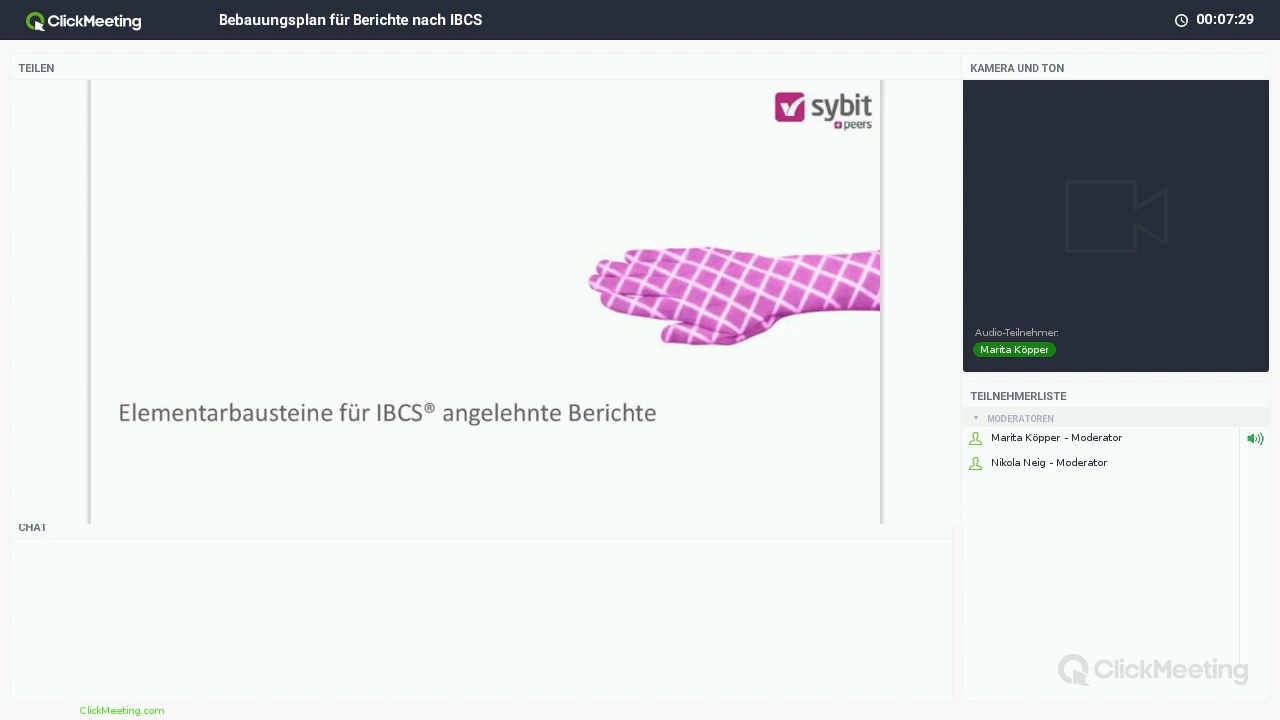 ClickMeeting
Bebauungsplan für Berichte nach IBCS
00:07:29
TEILEN
sybit
peers
Elementarbausteine für IBCS® angelehnte Berichte
CHAT
ClickMeeting.com
KAMERA UND TON
Audio-Teilnehmer:
Marita Köpper
TEILNEHMERLISTE
MODERATOREN
Marita Köpper - Moderator
Nikola Neig - Moderator
ClickMeeting